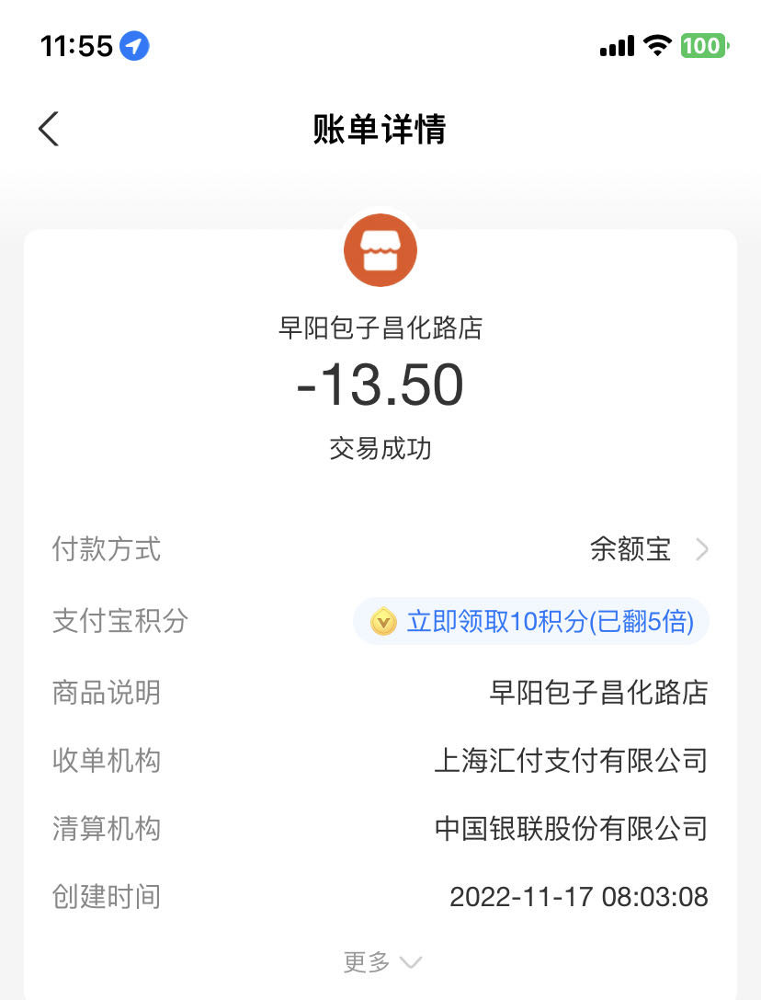 11:55
100
账单详情
早阳包子昌化路店
-13.50
交易成功
付款方式 余额宝
支付宝积分 立即领取10积分(已翻5倍)
商品说明 早阳包子昌化路店
收单机构 上海汇付支付有限公司
清算机构 中国银联股份有限公司
创建时间 2022-11-17 08:03:08
更多